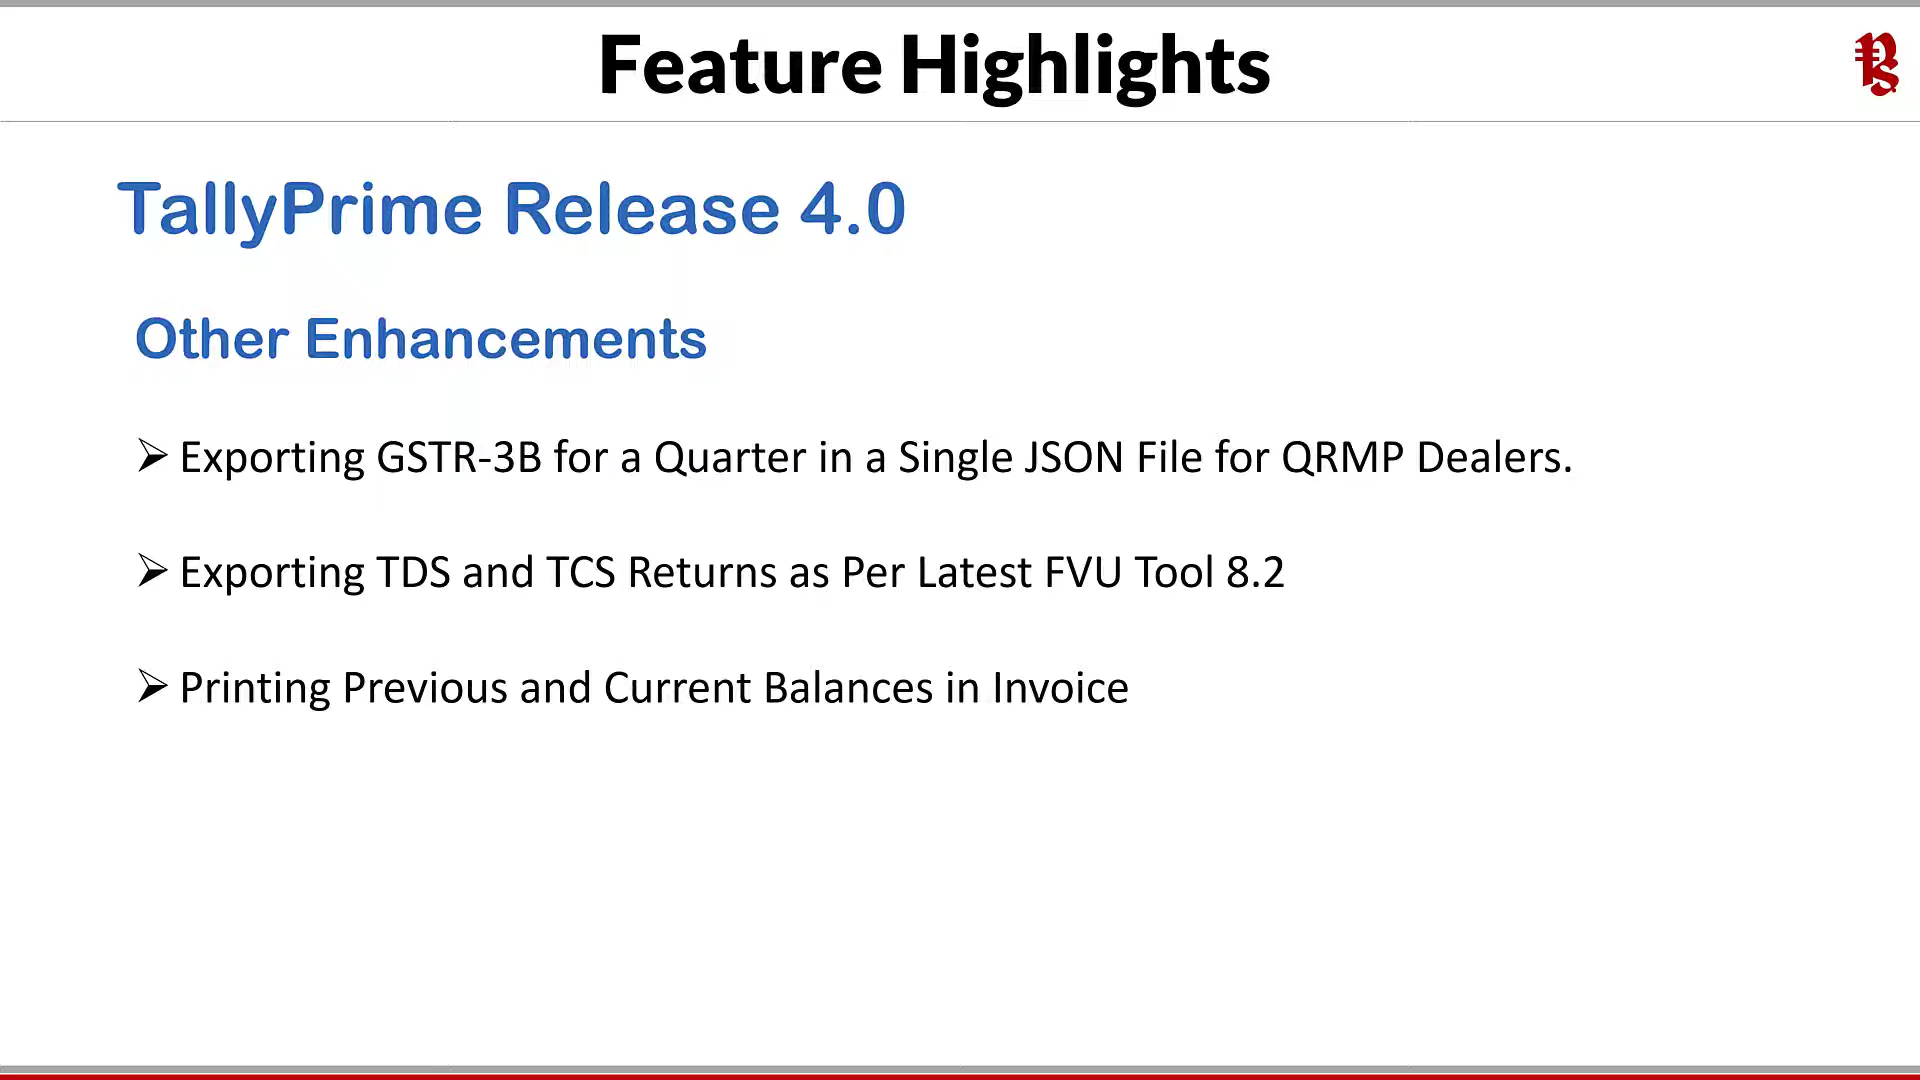 Feature Highlights
TallyPrime Release 4.0
Other Enhancements
➢ Exporting GSTR-3B for a Quarter in a Single JSON File for QRMP Dealers.
➢ Exporting TDS and TCS Returns as Per Latest FVU Tool 8.2
➢ Printing Previous and Current Balances in Invoice